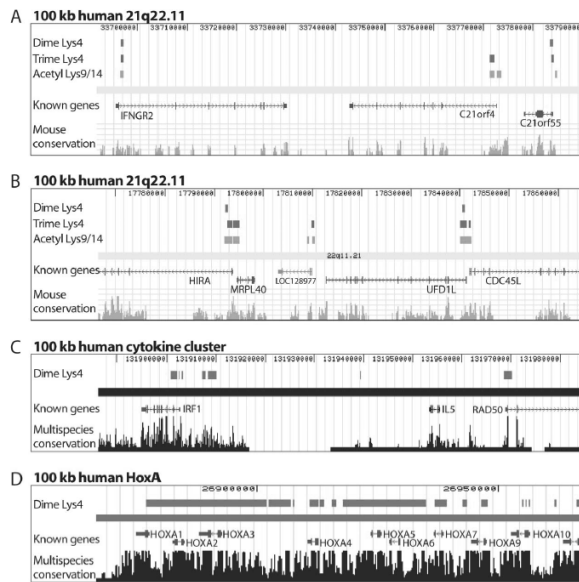 A 100 kb human 21q22.11
33700000| 33710000| 33720000| 33730000| 33740000| 33750000| 33760000| 33770000| 33780000| 33790000|
Dime Lys4
Trime Lys4
Acetyl Lys9/14
Known genes
IFNGR2 C21orf4 C21orf55
Mouse
conservation
B 100 kb human 21q22.11
17780000| 17790000| 17800000| 17810000| 17820000| 17830000| 17840000| 17850000| 17860000|
Dime Lys4
Trime Lys4
Acetyl Lys9/14
22q11.21
Known genes
HIRA MRPL40 LOC128977 UFD1L CDC45L
Mouse
conservation
C 100 kb human cytokine cluster
131900000| 131910000| 131920000| 131930000| 131940000| 131950000| 131960000| 131970000| 131980000|
Dime Lys4
Known genes IRF1 IL5 RAD50
Multispecies
conservation
D 100 kb human HoxA
26900000| 26950000|
Dime Lys4
Known genes HOXA1 HOXA2 HOXA3 HOXA4 HOXA5 HOXA6 HOXA7 HOXA9 HOXA10
Multispecies
conservation